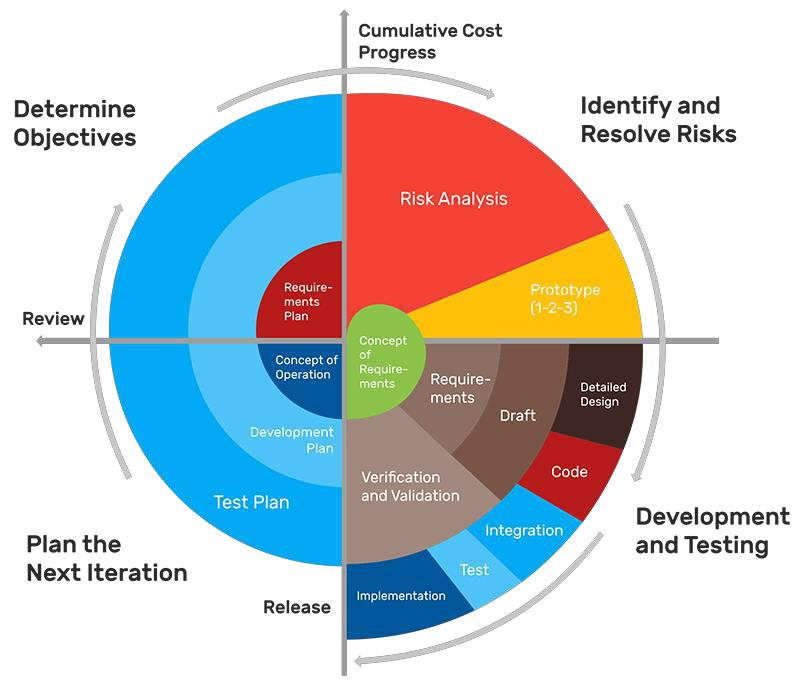 Cumulative Cost
Progress
Determine
Objectives
Identify and
Resolve Risks
Risk Analysis
Require-
ments
Plan
Prototype
(1-2-3)
Review
Concept
of
Require-
ments
Concept of
Operation
Require-
ments
Detailed
Design
Draft
Development
Plan
Code
Verification
and Validation
Test Plan
Integration
Development
and Testing
Plan the
Next Iteration
Test
Implementation
Release